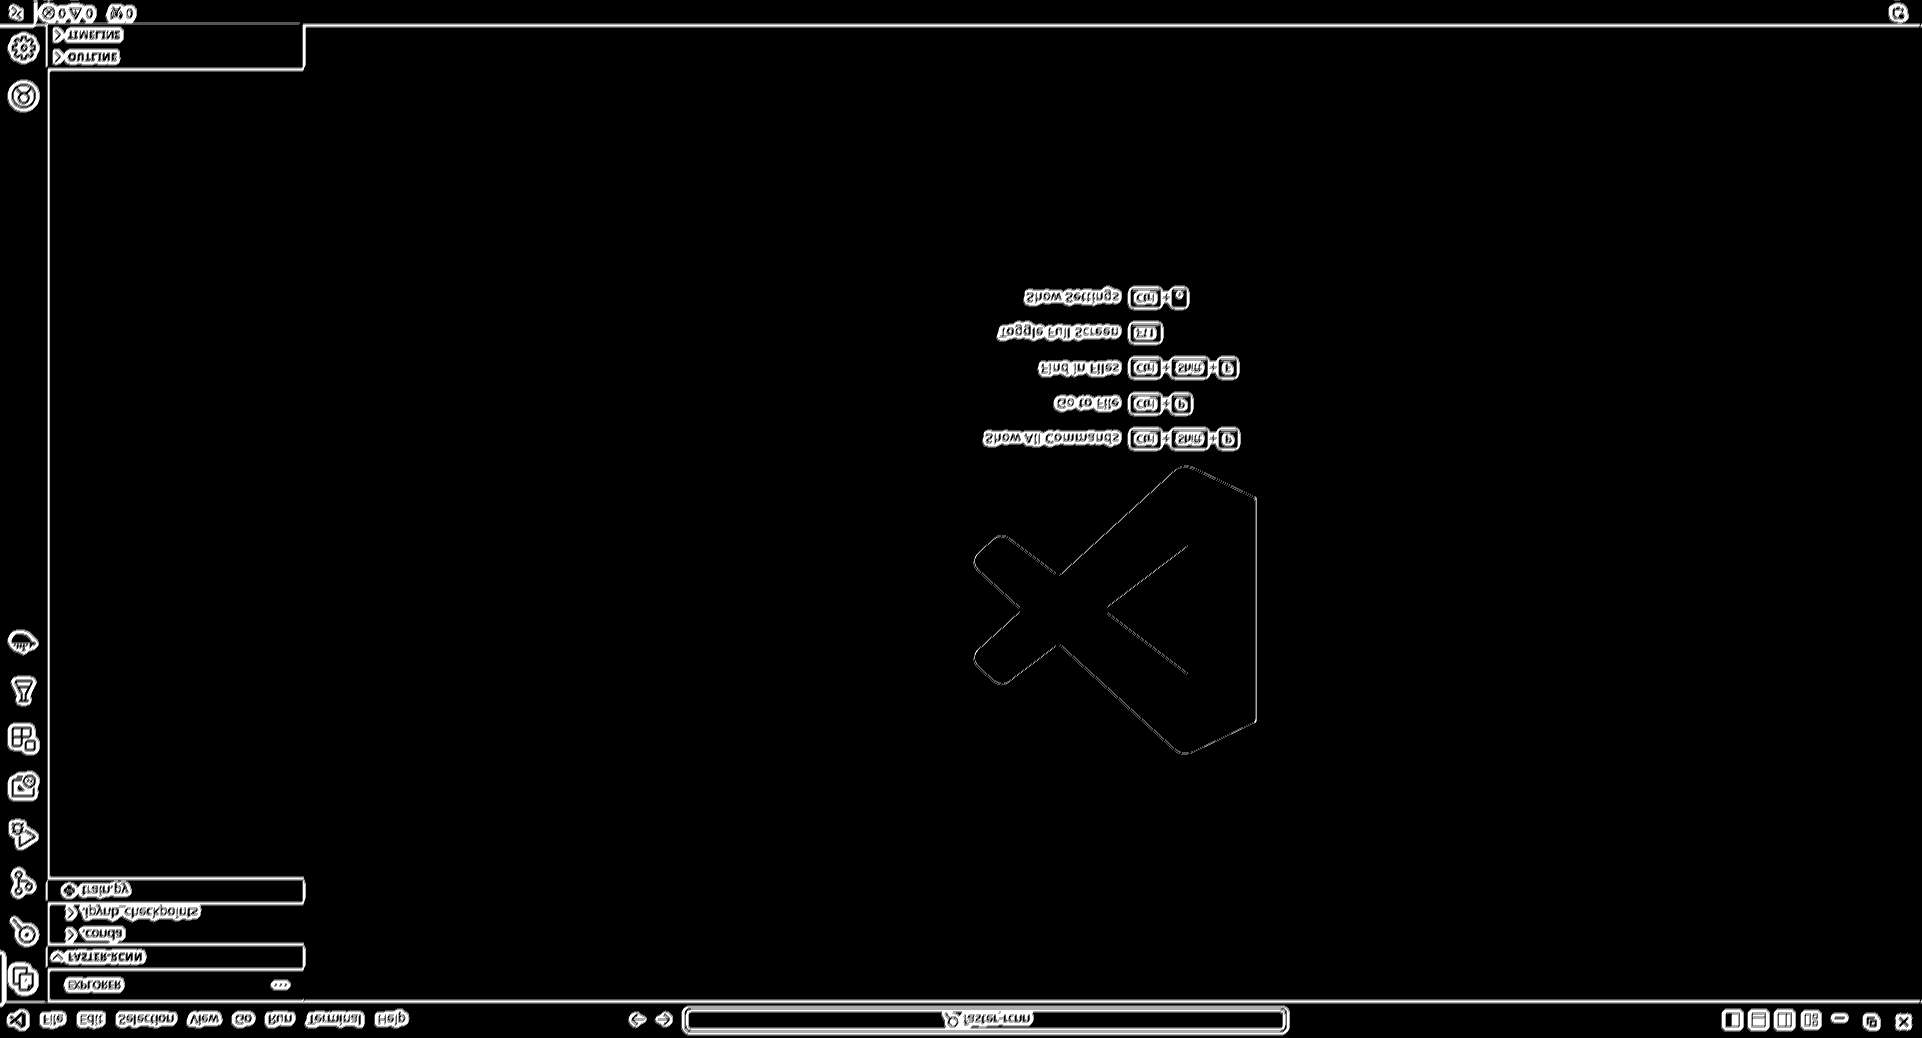 File Edit Selection View Go Run Terminal Help
faster-rcnn
EXPLORER
FASTER-RCNN
.conda
.ipynb_checkpoints
train.py
Show All Commands Ctrl + Shift + P
Go to File Ctrl + P
Find in Files Ctrl + Shift + F
Toggle Full Screen F11
Show Settings Ctrl + ,
OUTLINE
TIMELINE
0 0 0